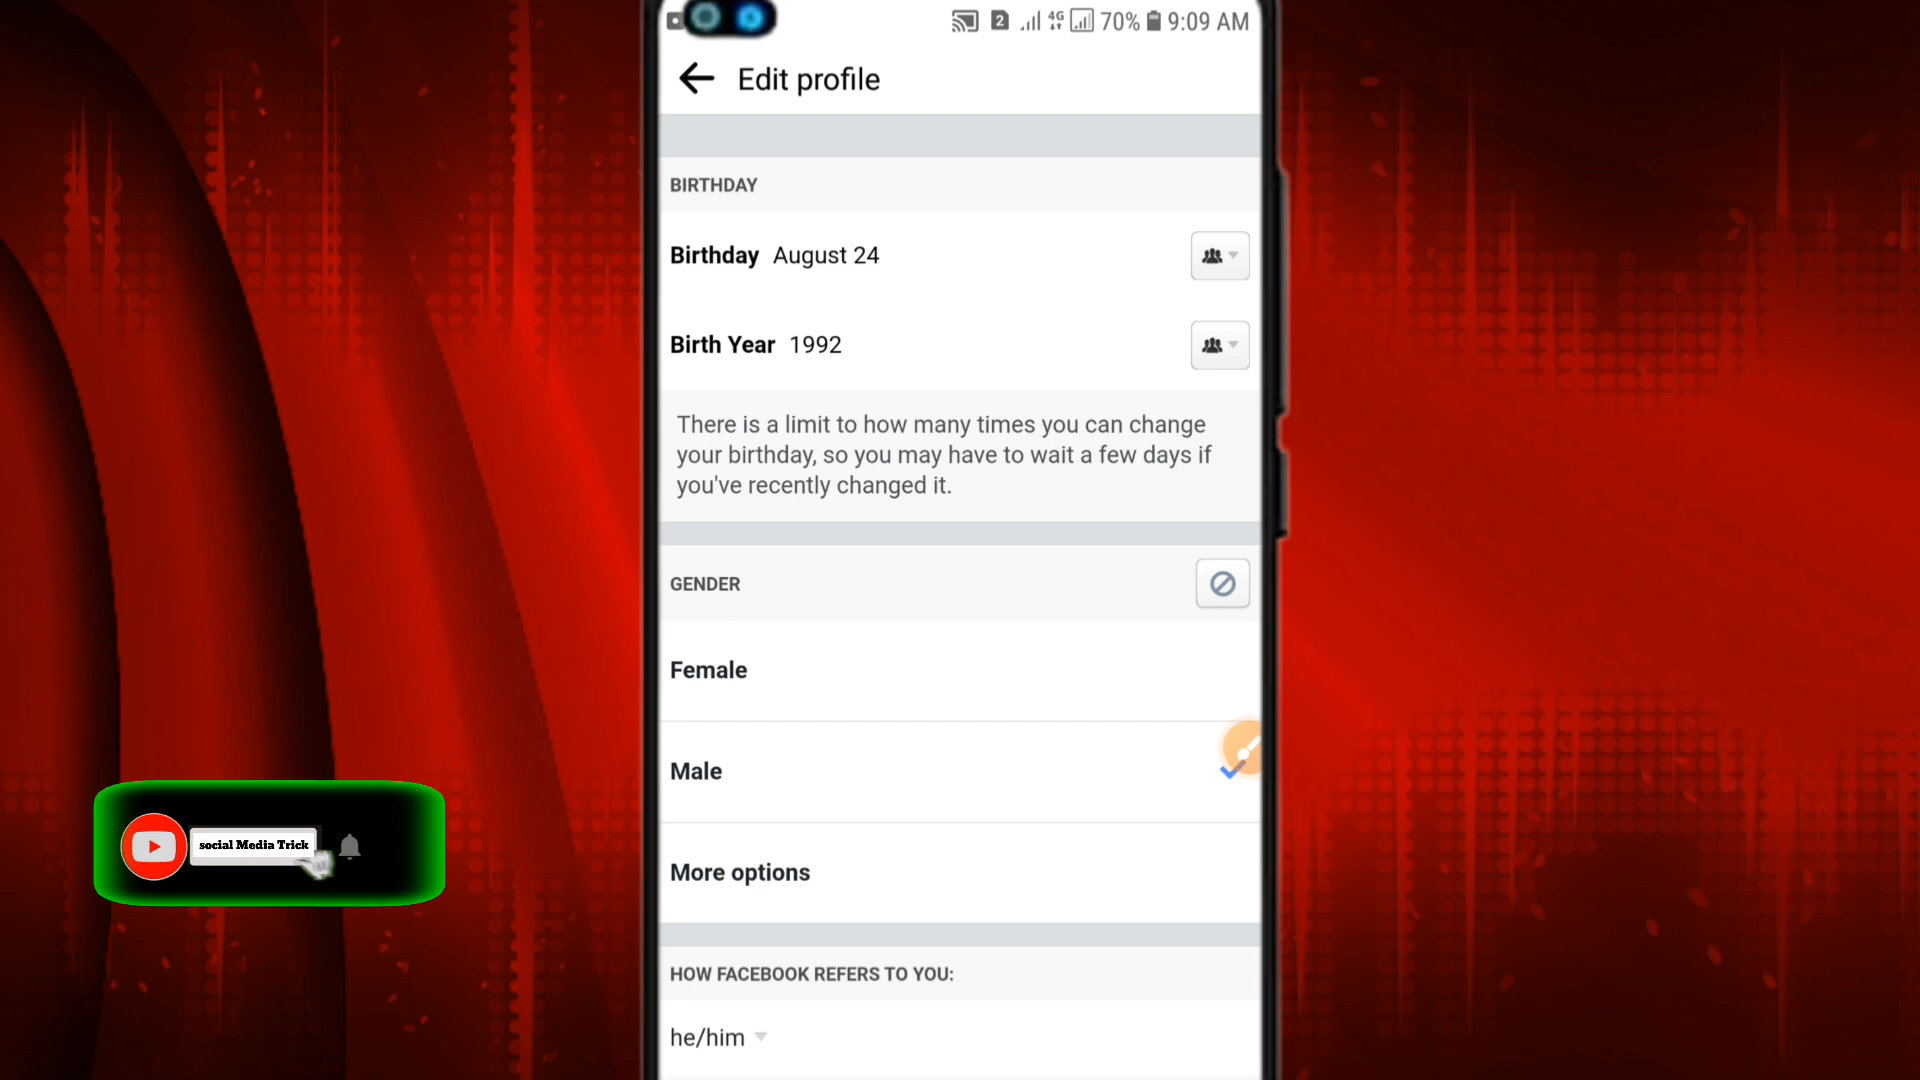 2 4G 70% 9:09 AM
Edit profile
BIRTHDAY
Birthday August 24
Birth Year 1992
There is a limit to how many times you can change
your birthday, so you may have to wait a few days if
you've recently changed it.
GENDER
Female
Male
More options
social Media Trick
HOW FACEBOOK REFERS TO YOU:
he/him